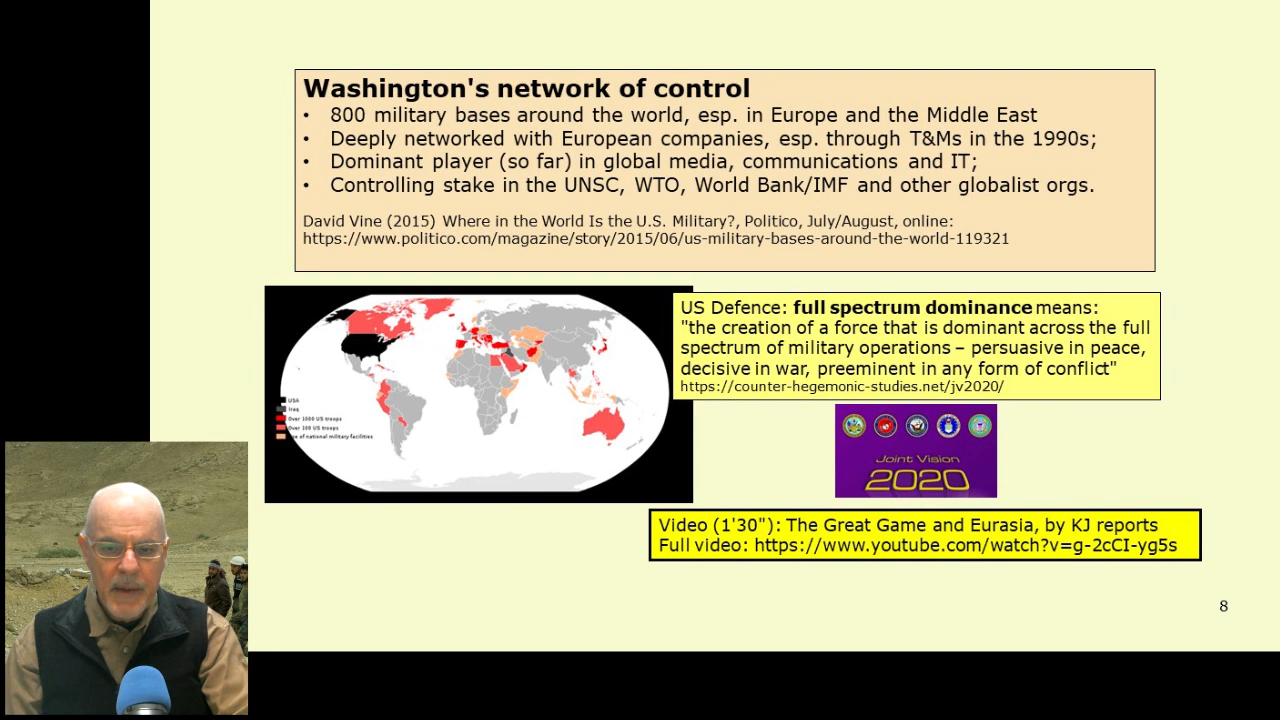 Washington's network of control
• 800 military bases around the world, esp. in Europe and the Middle East
• Deeply networked with European companies, esp. through T&Ms in the 1990s;
• Dominant player (so far) in global media, communications and IT;
• Controlling stake in the UNSC, WTO, World Bank/IMF and other globalist orgs.
David Vine (2015) Where in the World Is the U.S. Military?, Politico, July/August, online:
https://www.politico.com/magazine/story/2015/06/us-military-bases-around-the-world-119321
US Defence: full spectrum dominance means:
"the creation of a force that is dominant across the full
spectrum of military operations – persuasive in peace,
decisive in war, preeminent in any form of conflict"
https://counter-hegemonic-studies.net/jv2020/
USA
Iraq
Over 1000 US troops
Over 100 US troops
of national military facilities
Joint Vision
2020
Video (1'30"): The Great Game and Eurasia, by KJ reports
Full video: https://www.youtube.com/watch?v=g-2cCI-yg5s
8